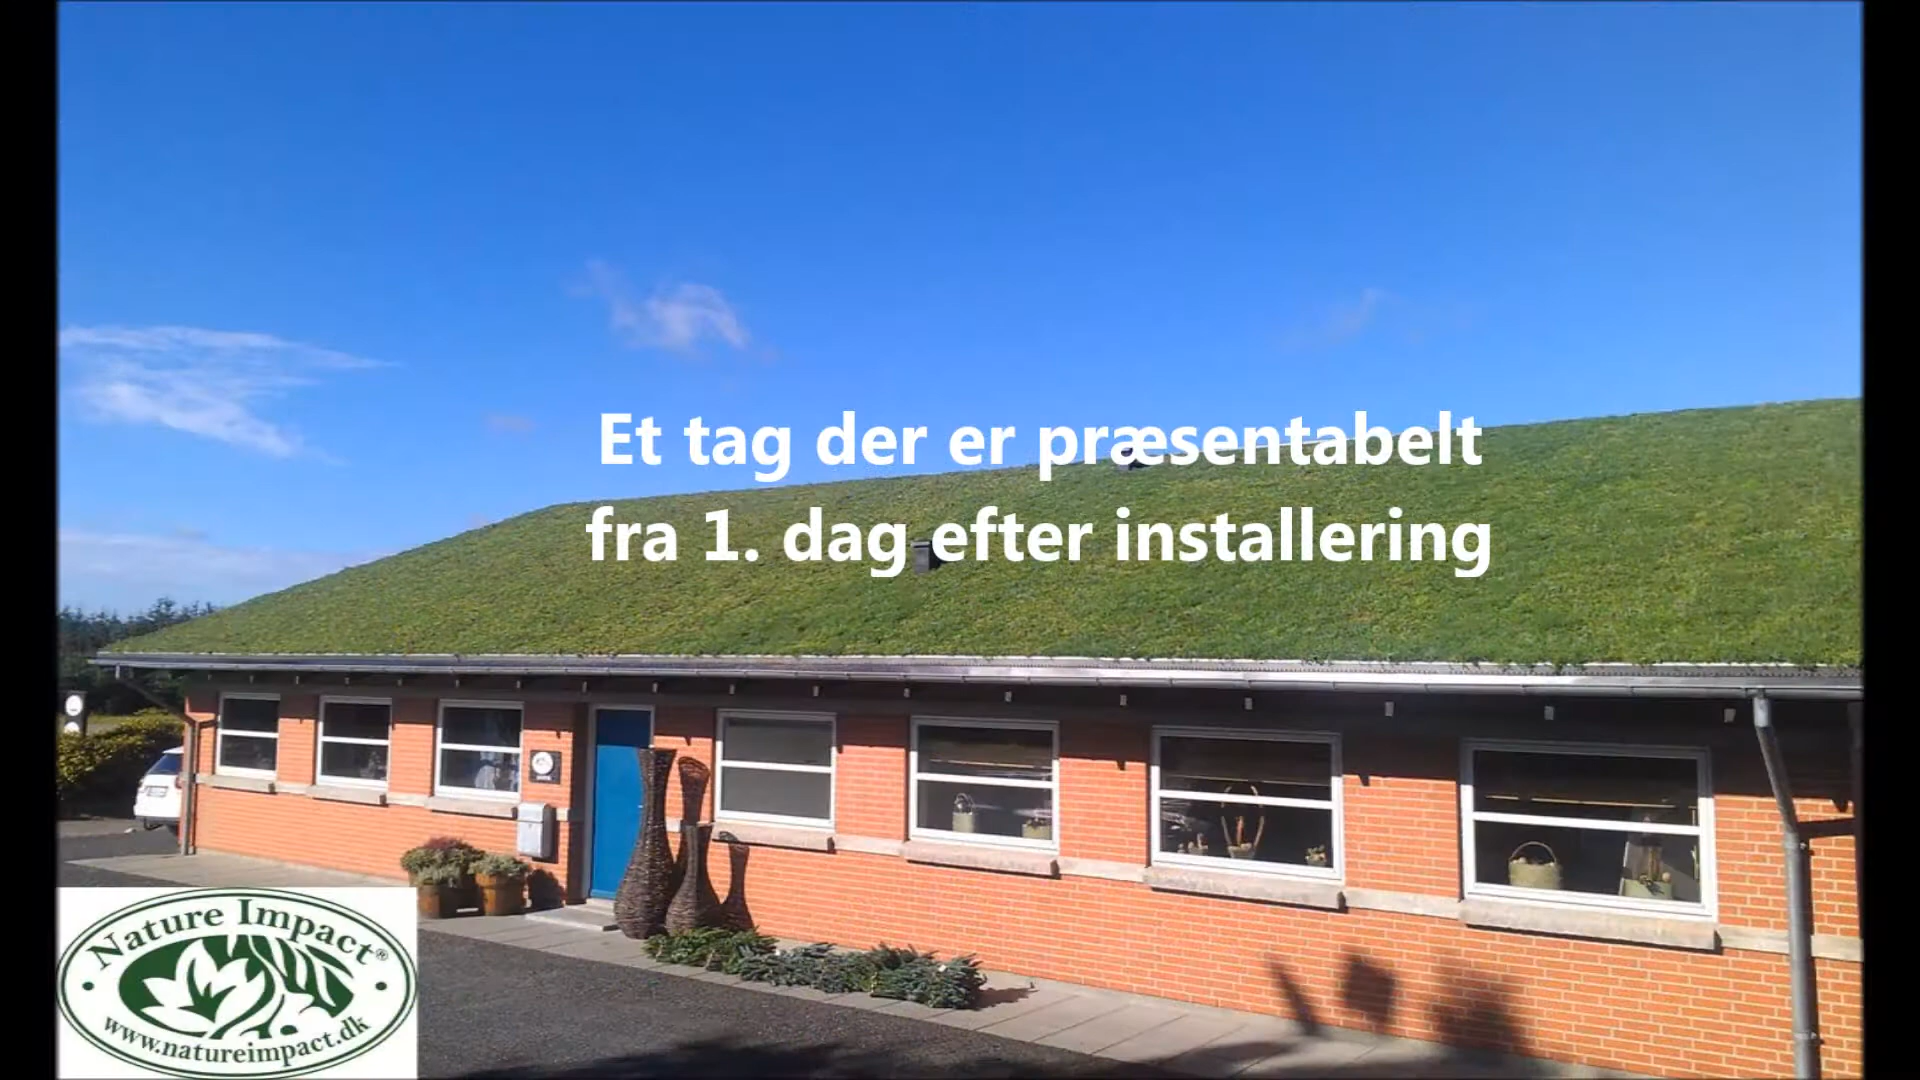 Et tag der er præsentabelt
fra 1. dag efter installering
Nature Impact®
www.natureimpact.dk